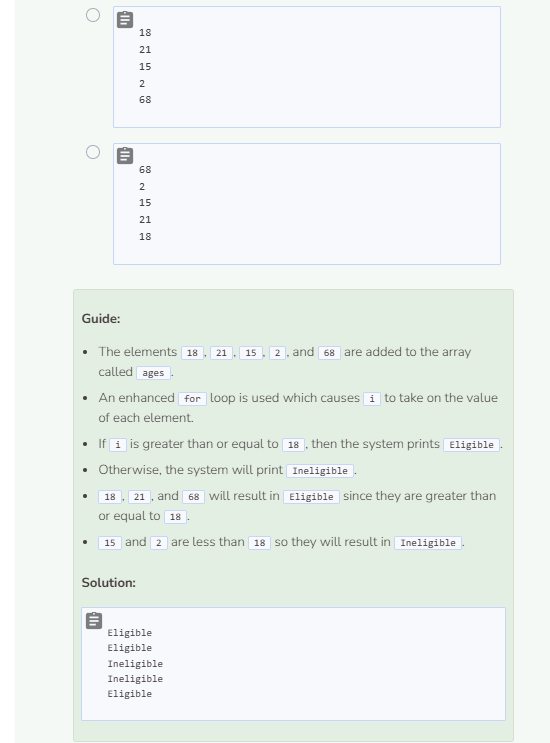 18
21
15
2
68
68
2
15
21
18
Guide:
The elements 18, 21, 15, 2, and 68 are added to the array
called ages.
An enhanced for loop is used which causes i to take on the value
of each element.
If i is greater than or equal to 18, then the system prints Eligible.
Otherwise, the system will print Ineligible.
18, 21, and 68 will result in Eligible since they are greater than
or equal to 18.
15 and 2 are less than 18 so they will result in Ineligible.
Solution:
Eligible
Eligible
Ineligible
Ineligible
Eligible